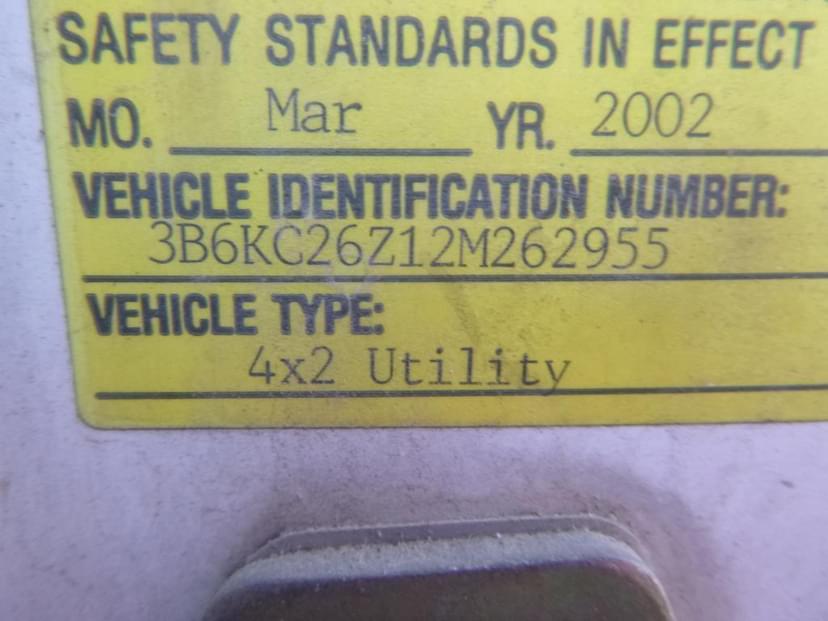 SAFETY STANDARDS IN EFFECT
MO. Mar YR. 2002
VEHICLE IDENTIFICATION NUMBER:
3B6KC26Z12M262955
VEHICLE TYPE:
4x2 Utility